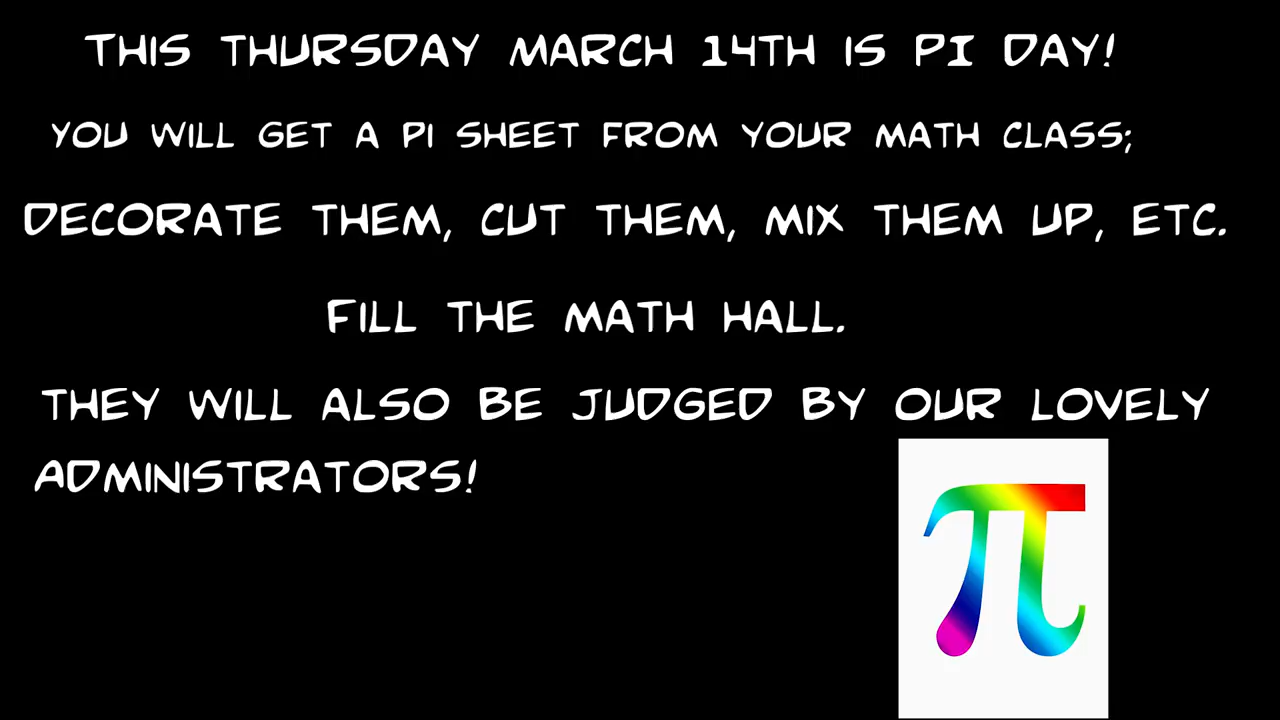 THIS THURSDAY MARCH 14TH IS PI DAY!
YOU WILL GET A PI SHEET FROM YOUR MATH CLASS;
DECORATE THEM, CUT THEM, MIX THEM UP, ETC.
FILL THE MATH HALL.
THEY WILL ALSO BE JUDGED BY OUR LOVELY
ADMINISTRATORS!
π